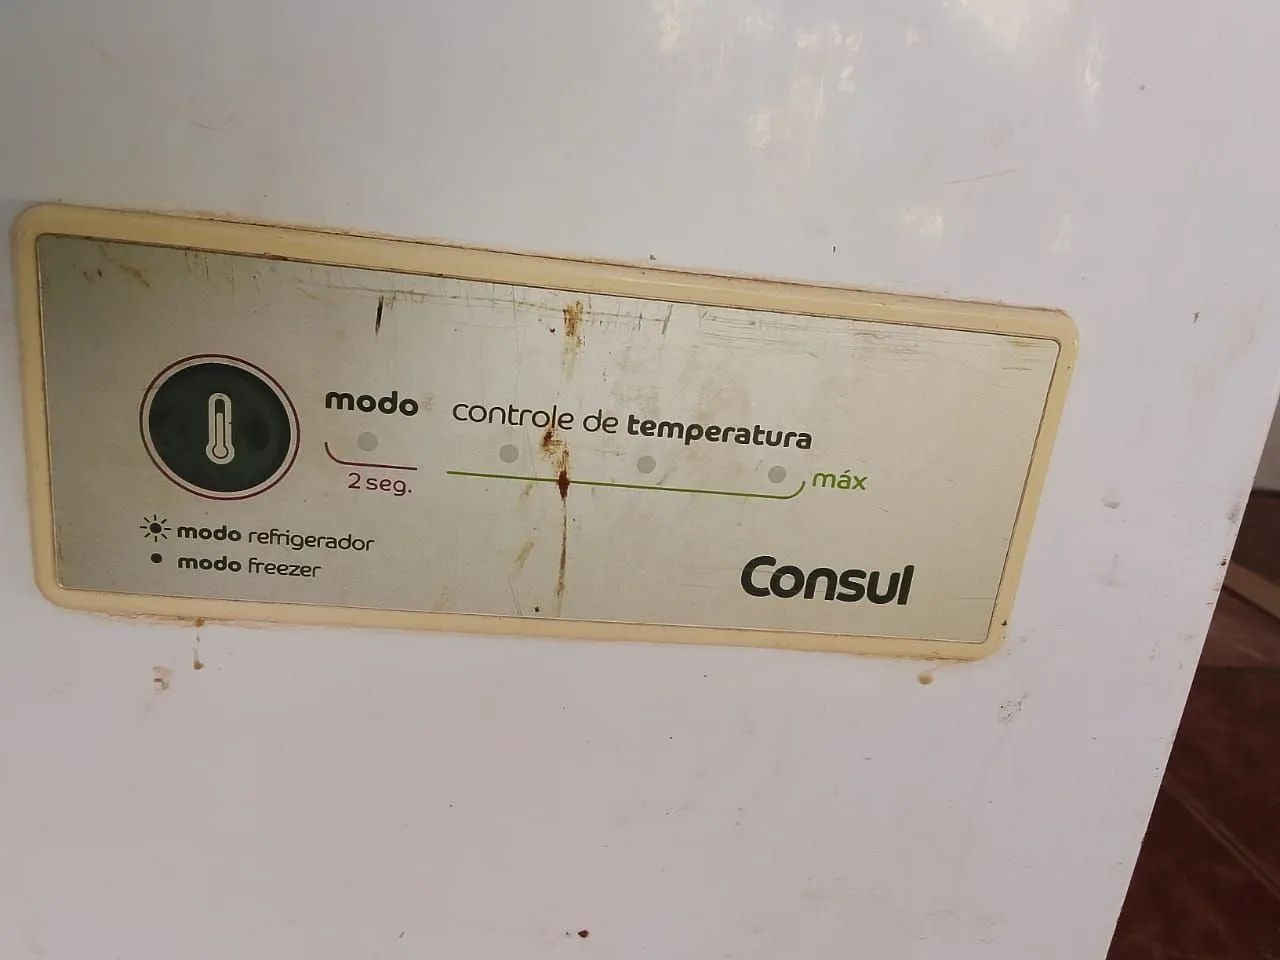 modo controle de temperatura
2 seg. máx
modo refrigerador
modo freezer
Consul